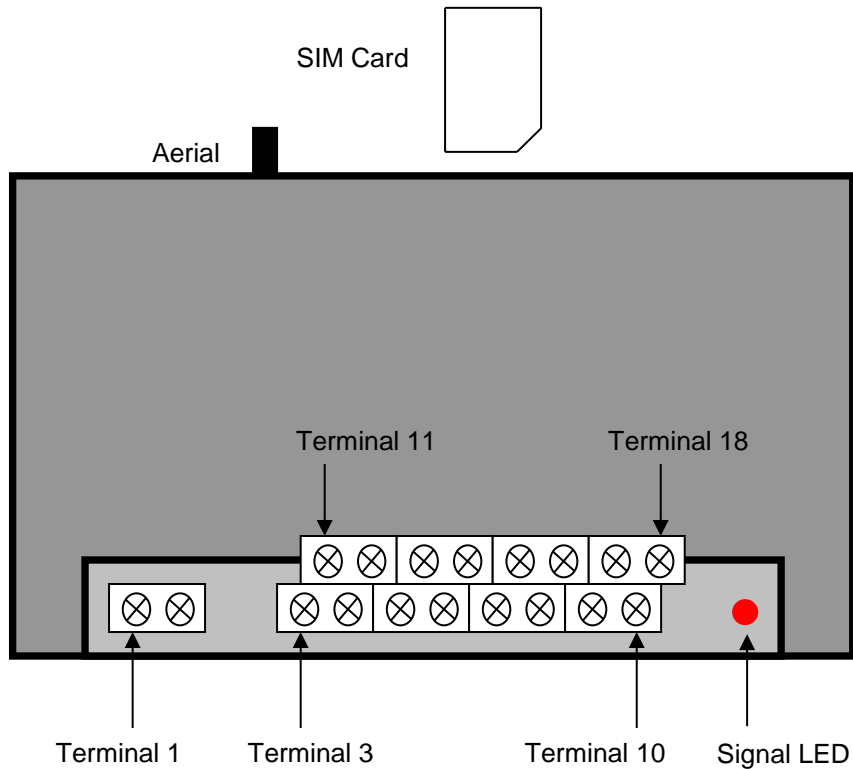 SIM Card
Aerial
Terminal 11
Terminal 18
Terminal 1
Terminal 3
Terminal 10
Signal LED